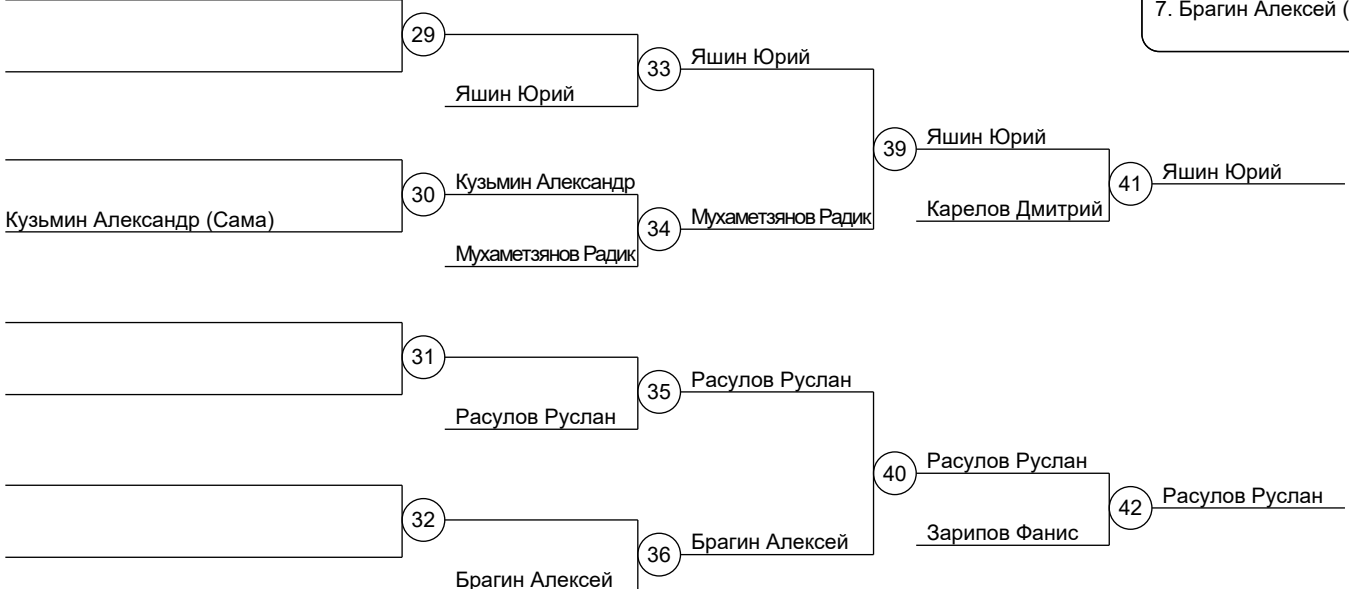 7. Брагин Алексей (
29
Яшин Юрий
33
Яшин Юрий
Яшин Юрий
39
Яшин Юрий
41
30
Кузьмин Александр
Кузьмин Александр (Сама)
Мухаметзянов Радик
Карелов Дмитрий
34
Мухаметзянов Радик
31
Расулов Руслан
35
Расулов Руслан
Расулов Руслан
40
Расулов Руслан
42
32
Зарипов Фанис
Брагин Алексей
36
Брагин Алексей